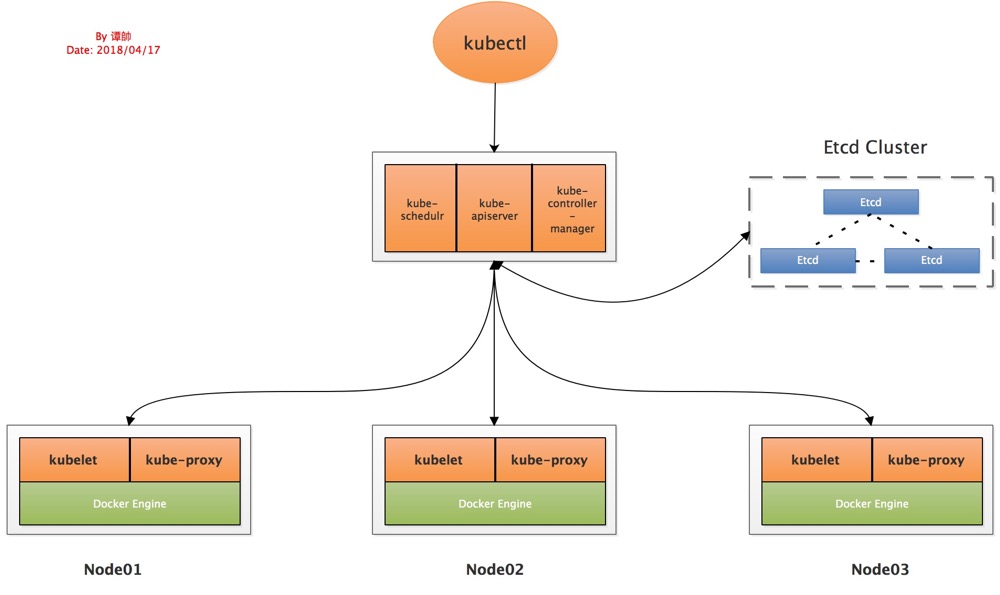 By 谭帥
Date: 2018/04/17
kubectl
kube-
schedulr
kube-
apiserver
kube-
controller
-
manager
Etcd Cluster
Etcd
Etcd
Etcd
kubelet
kube-proxy
Docker Engine
kubelet
kube-proxy
Docker Engine
kubelet
kube-proxy
Docker Engine
Node01
Node02
Node03